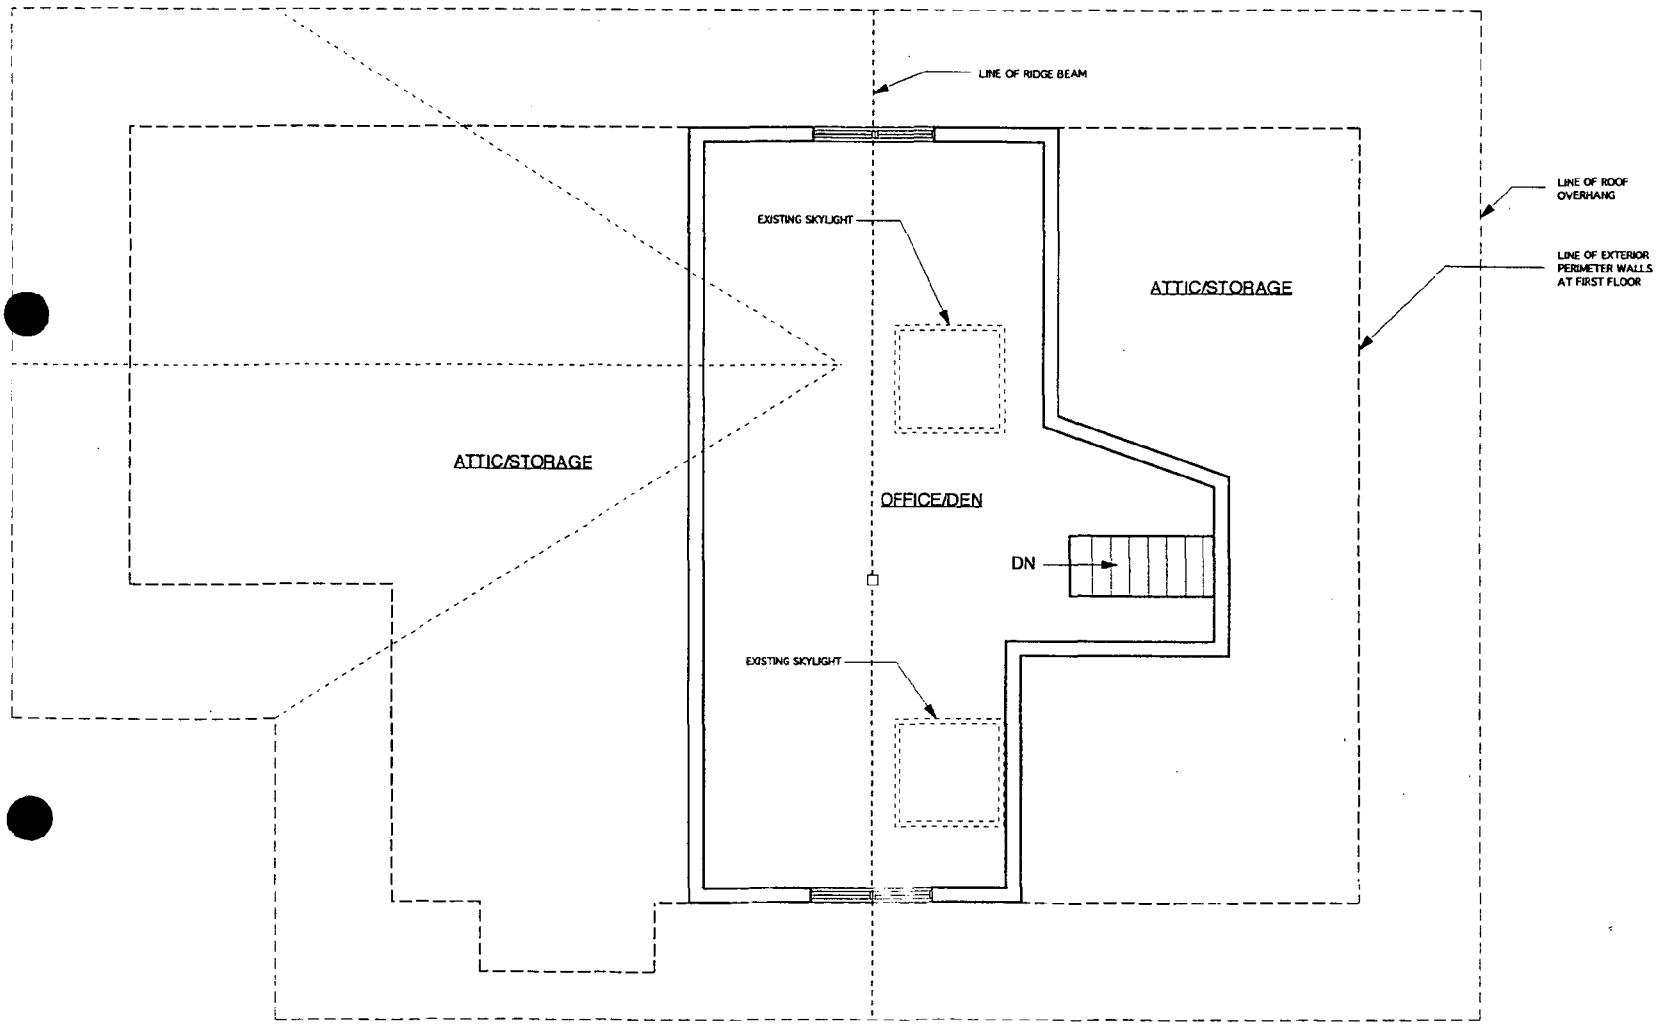 LINE OF RIDGE BEAM
LINE OF ROOF
OVERHANG
EXISTING SKYLIGHT
LINE OF EXTERIOR
PERIMETER WALLS
AT FIRST FLOOR
ATTIC/STORAGE
ATTIC/STORAGE
OFFICE/DEN
DN
EXISTING SKYLIGHT